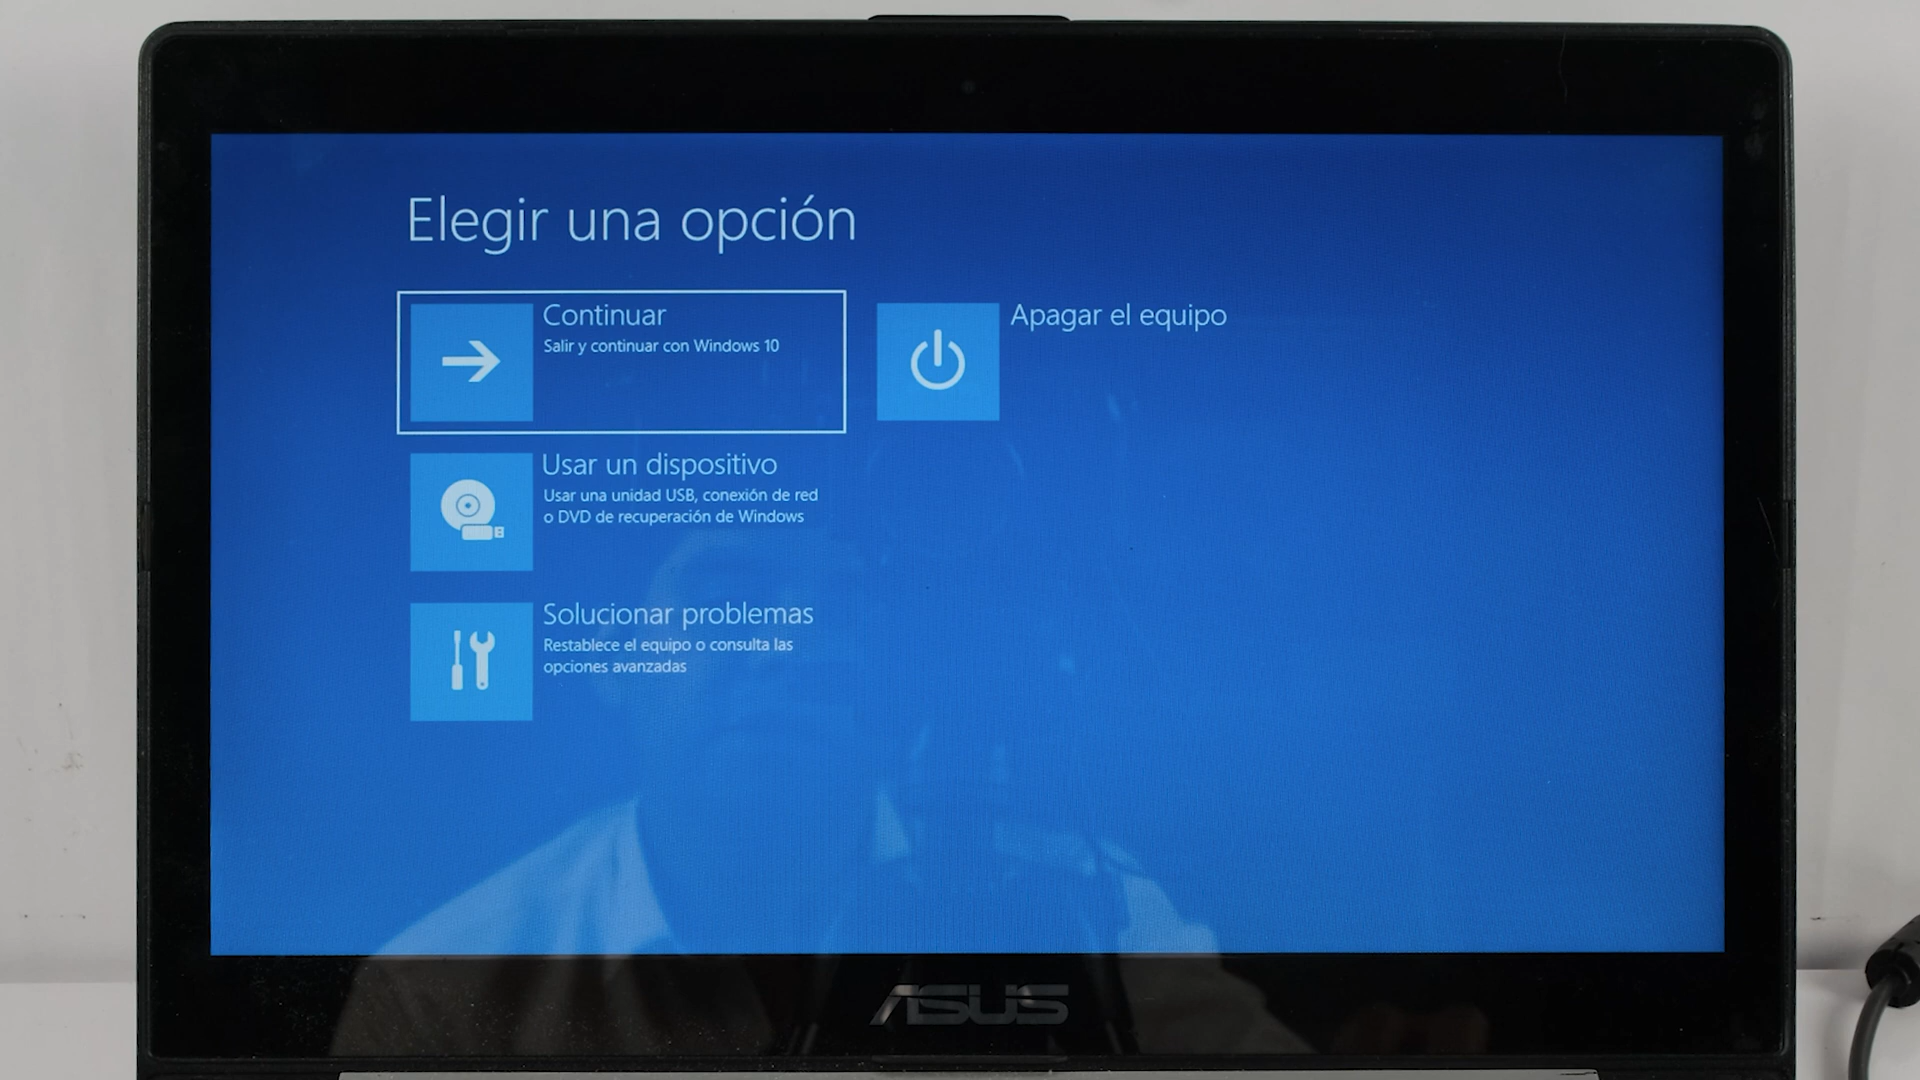 Elegir una opción
Continuar
Salir y continuar con Windows 10
Apagar el equipo
Usar un dispositivo
Usar una unidad USB, conexión de red
o DVD de recuperación de Windows
Solucionar problemas
Restablece el equipo o consulta las
opciones avanzadas
ASUS